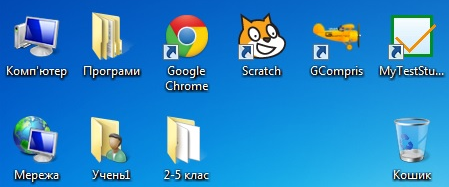 Комп'ютер
Програми
Google
Chrome
Scratch
GCompris
MyTestStu...
Мережа
Учень1
2-5 клас
Кошик